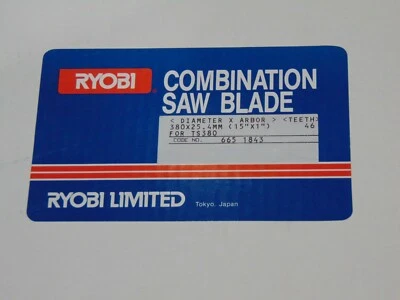 RYOBI
COMBINATION
SAW BLADE
< DIAMETER X ARBOR > <TEETH>
380X25.4MM (15"X1") 46
FOR TS380
CODE NO. 665 1843
RYOBI LIMITED
Tokyo, Japan